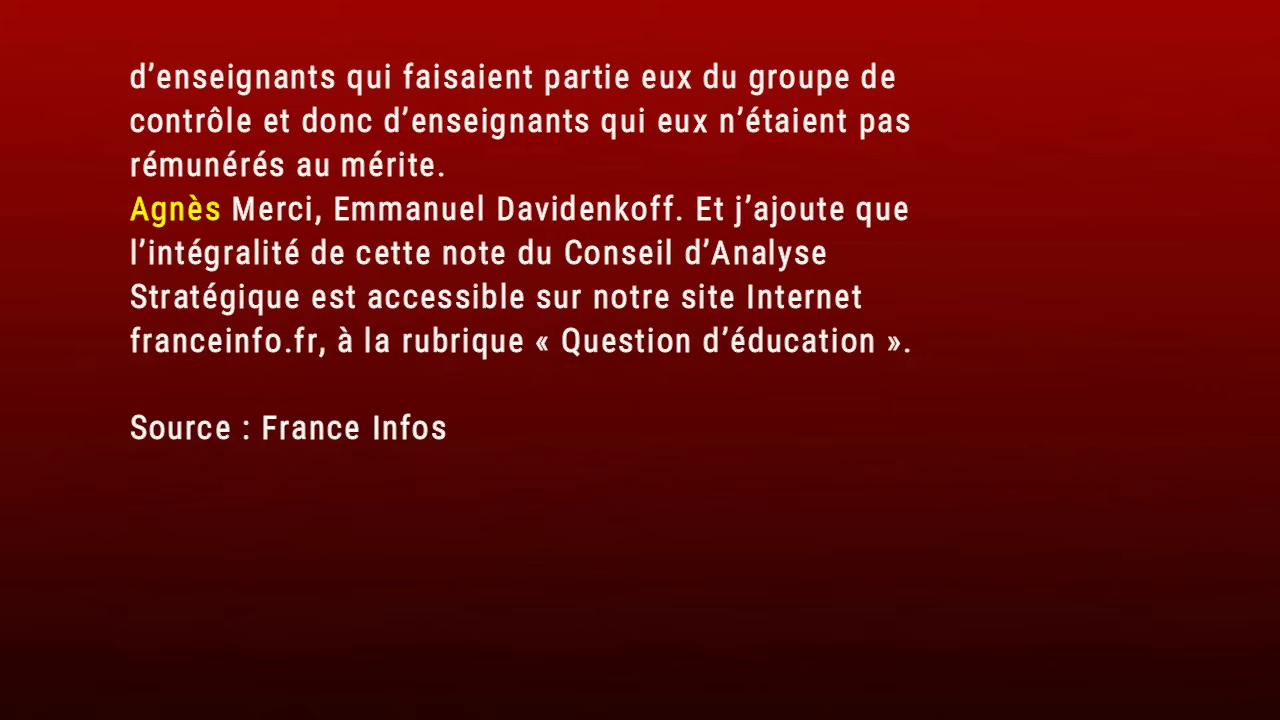 d’enseignants qui faisaient partie eux du groupe de
contrôle et donc d’enseignants qui eux n’étaient pas
rémunérés au mérite.
Agnès Merci, Emmanuel Davidenkoff. Et j’ajoute que
l’intégralité de cette note du Conseil d’Analyse
Stratégique est accessible sur notre site Internet
franceinfo.fr, à la rubrique « Question d’éducation ».
Source : France Infos